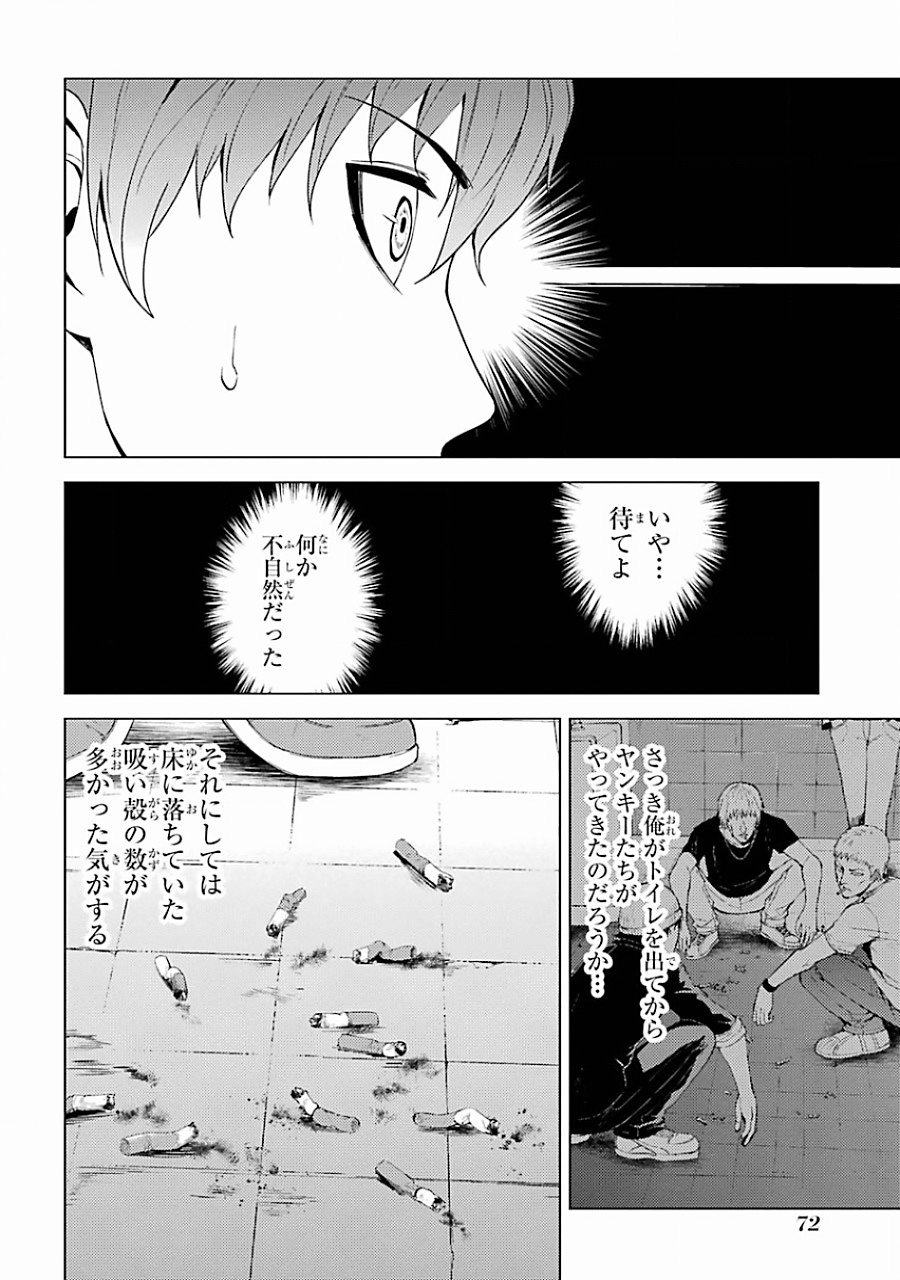 いや…
待てよ
何か
不自然だった
さっき俺がトイレを出てから
ヤンキーたちが
やってきたのだろうか…
それにしては
床に落ちていた
吸い殻の数が
多かった気がする
72